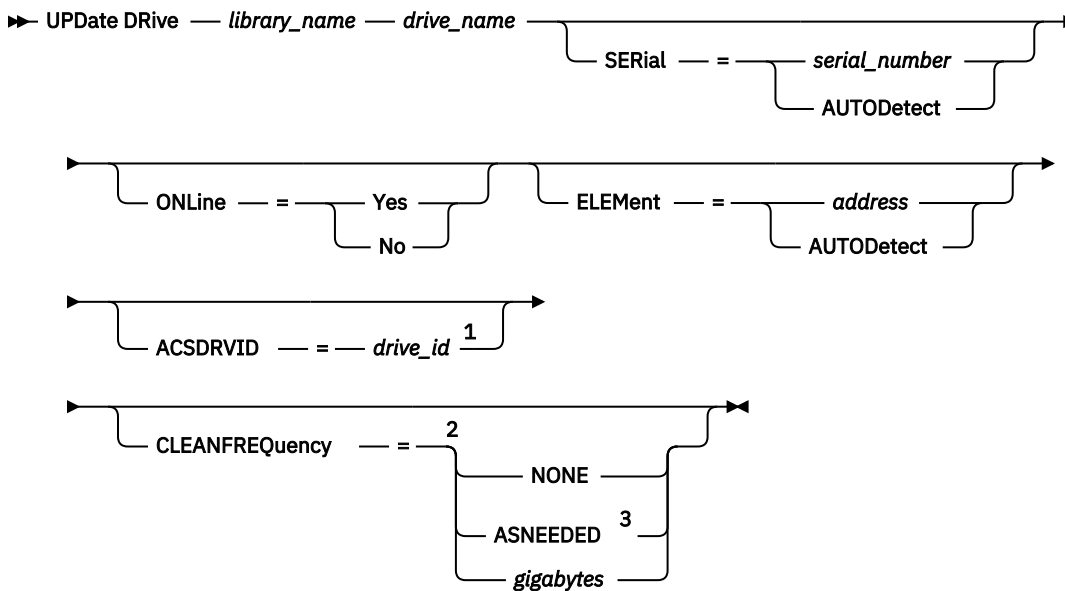 UPDate DRive library_name drive_name
SERial = serial_number
AUTODetect
ONLine = Yes
No
ELEMent = address
AUTODetect
ACSDRVID = drive_id 1
CLEANFREQuency = 2
NONE
ASNEEDED 3
gigabytes